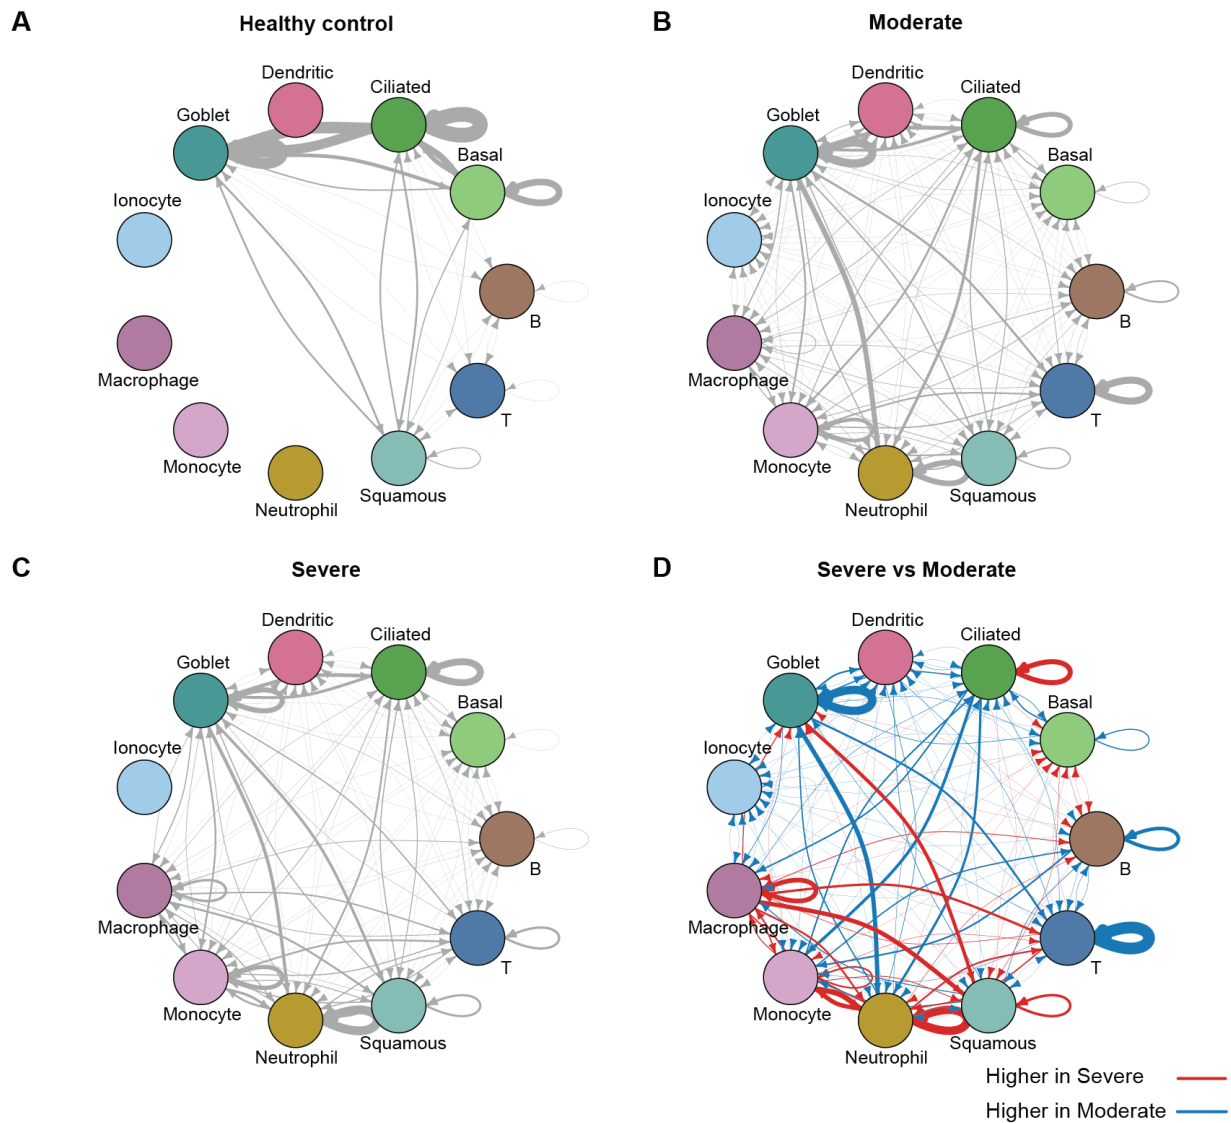 A
Healthy control
Dendritic
Ciliated
Goblet
Basal
Ionocyte
B
Macrophage
T
Monocyte
Squamous
Neutrophil
B
Moderate
Dendritic
Ciliated
Goblet
Basal
Ionocyte
B
Macrophage
T
Monocyte
Squamous
Neutrophil
C
Severe
Dendritic
Ciliated
Goblet
Basal
Ionocyte
B
Macrophage
T
Monocyte
Squamous
Neutrophil
D
Severe vs Moderate
Dendritic
Ciliated
Goblet
Basal
Ionocyte
B
Macrophage
T
Monocyte
Squamous
Neutrophil
Higher in Severe
Higher in Moderate